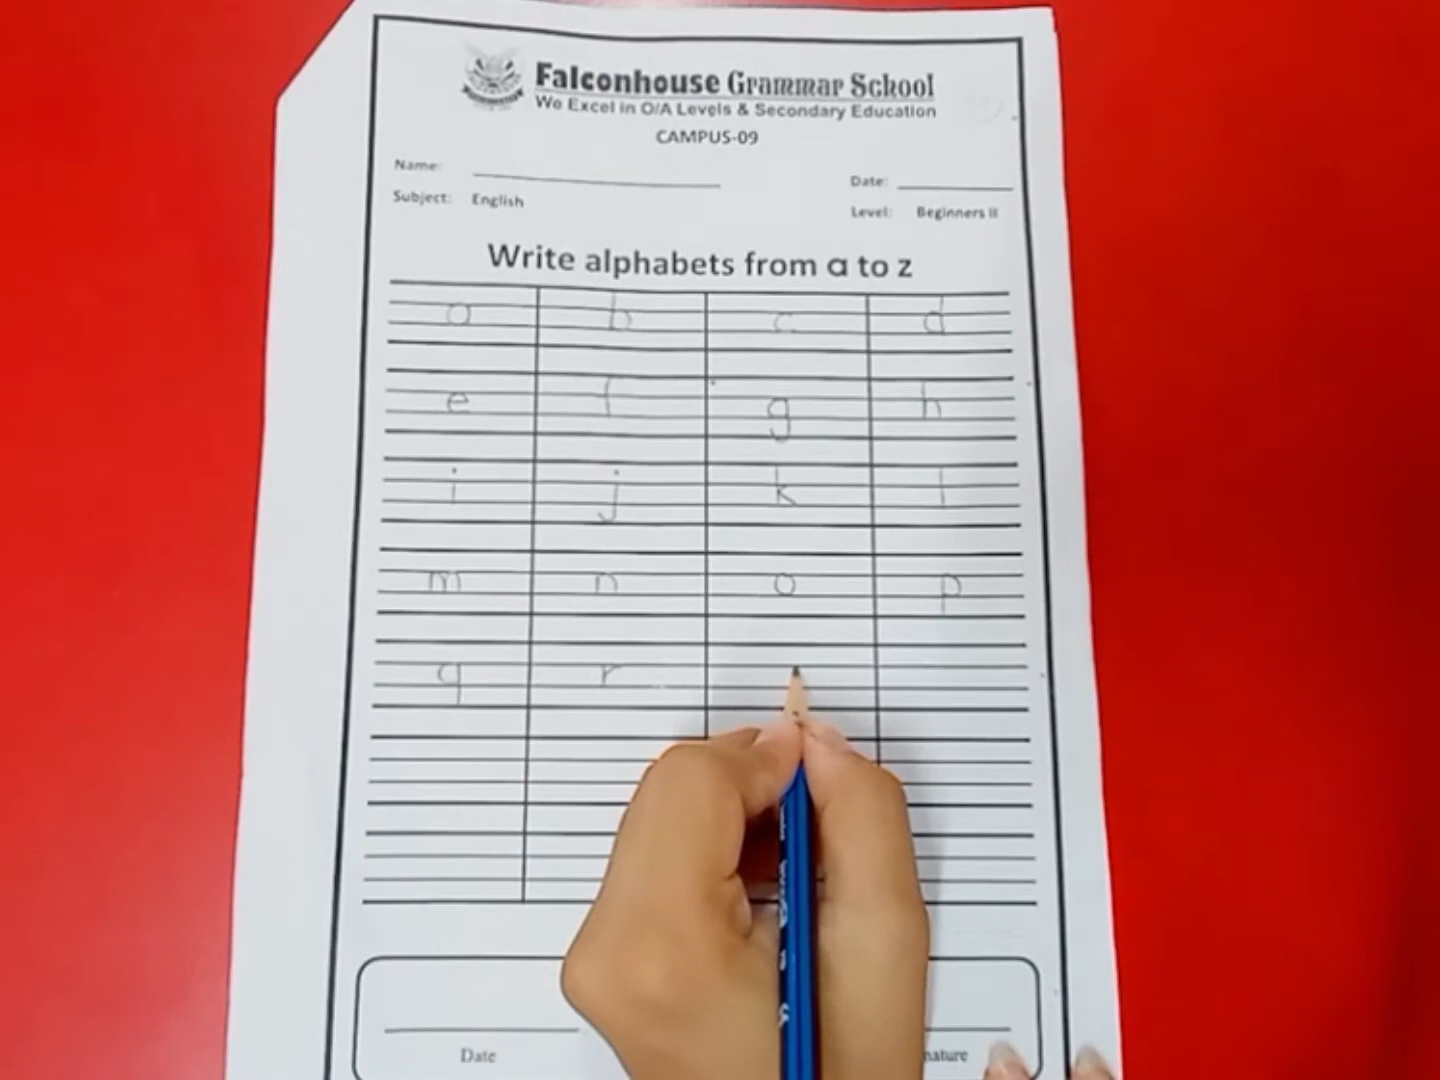 Falconhouse Grammar School
We Excel in O/A Levels & Secondary Education
CAMPUS-09
Name:
Date:
Subject: English
Level: Beginners II
Write alphabets from a to z
a b c d
e f g h
i j k l
m n o p
q r
Date